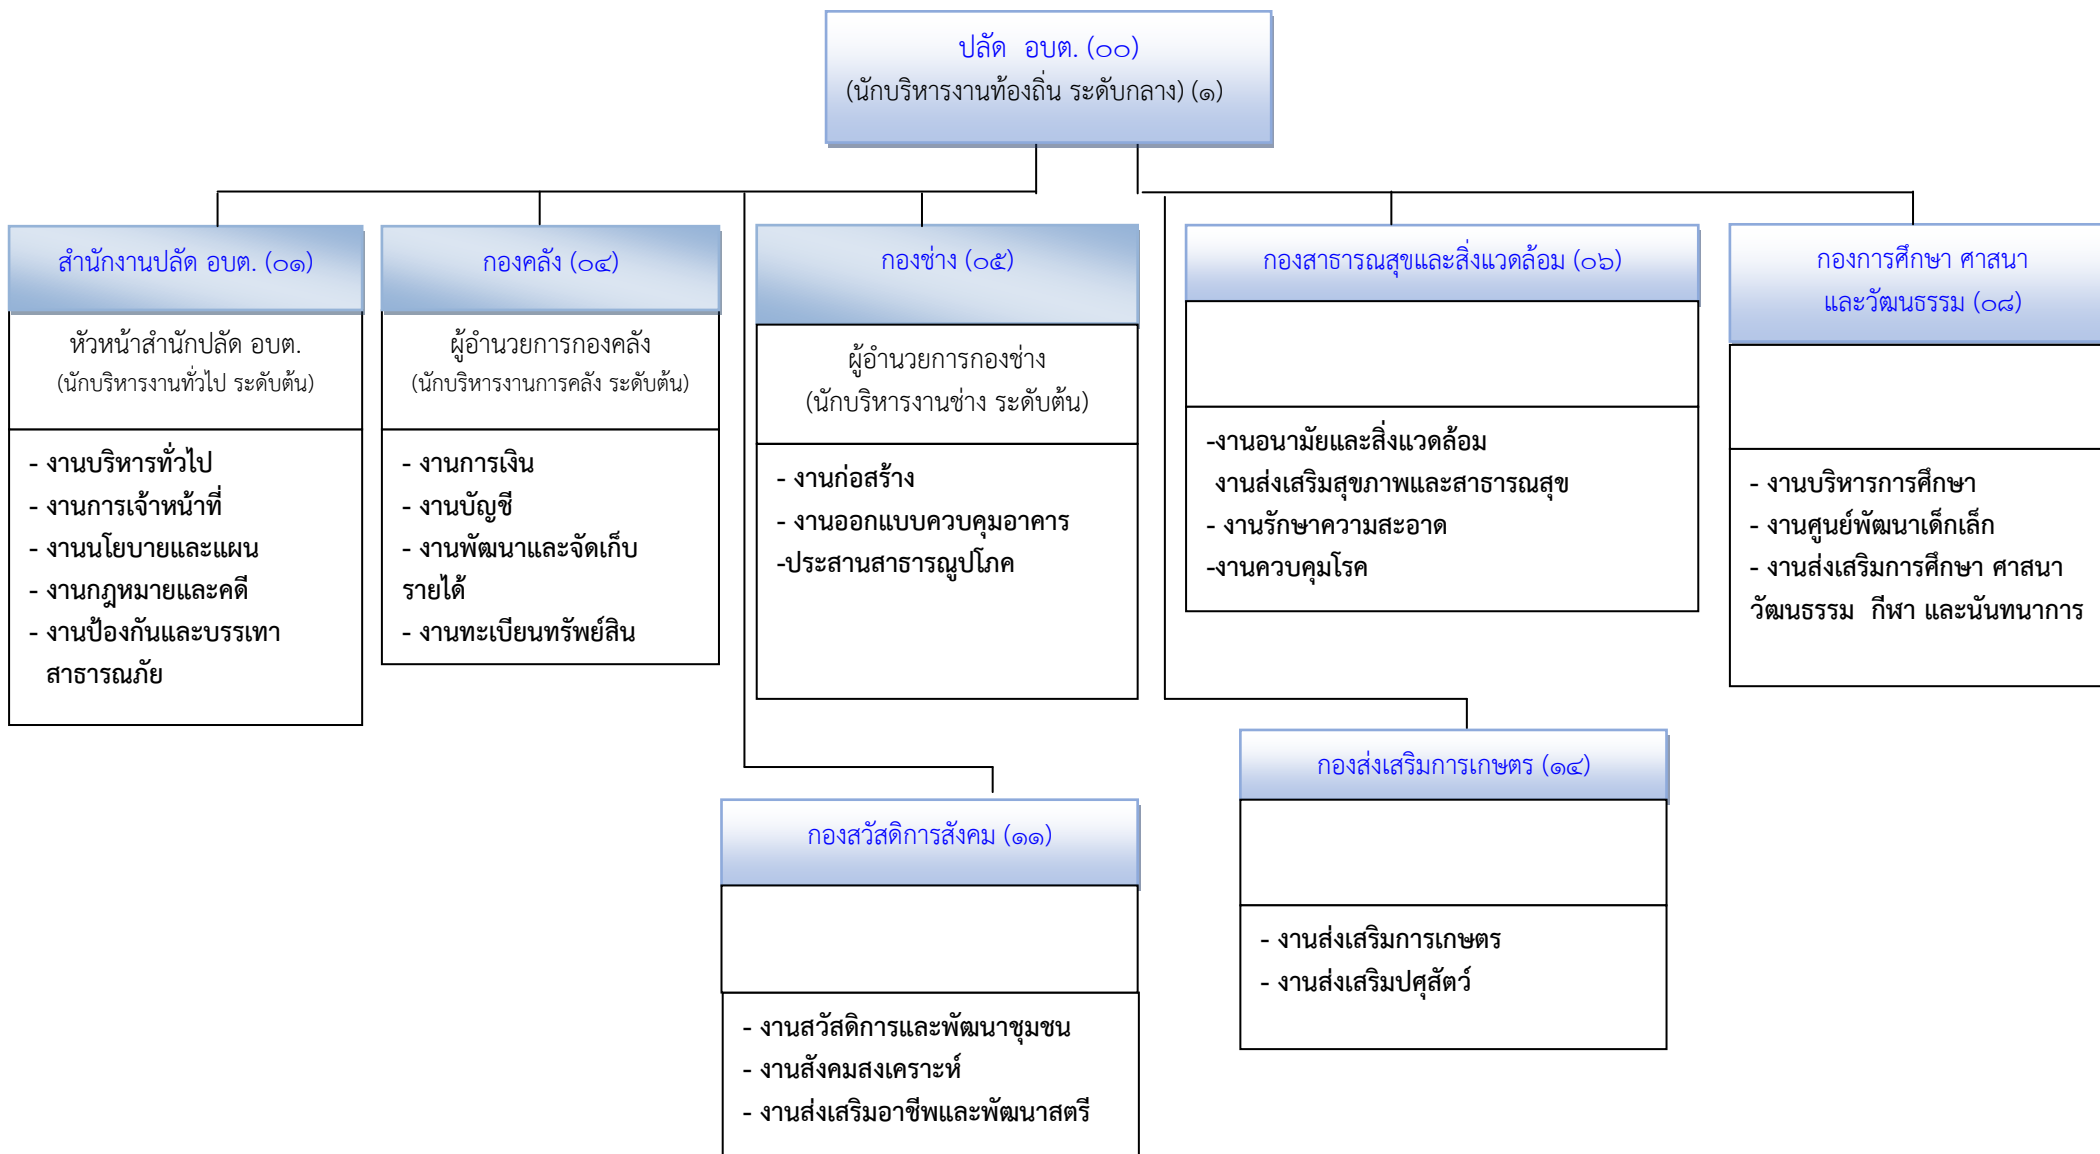 ปลัด  อบต. (๐๐)
(นักบริหารงานท้องถิ่น ระดับกลาง) (๑)
สำนักงานปลัด อบต. (๐๑)
หัวหน้าสำนักปลัด อบต.
(นักบริหารงานทั่วไป ระดับต้น)
- งานบริหารทั่วไป
- งานการเจ้าหน้าที่
- งานนโยบายและแผน
- งานกฎหมายและคดี
- งานป้องกันและบรรเทา
สาธารณภัย
กองคลัง (๐๔)
ผู้อำนวยการกองคลัง
(นักบริหารงานการคลัง ระดับต้น)
- งานการเงิน
- งานบัญชี
- งานพัฒนาและจัดเก็บ
รายได้
- งานทะเบียนทรัพย์สิน
กองช่าง (๐๕)
ผู้อำนวยการกองช่าง
(นักบริหารงานช่าง ระดับต้น)
- งานก่อสร้าง
- งานออกแบบควบคุมอาคาร
-ประสานสาธารณูปโภค
กองสาธารณสุขและสิ่งแวดล้อม (๐๖)
-งานอนามัยและสิ่งแวดล้อม
งานส่งเสริมสุขภาพและสาธารณสุข
- งานรักษาความสะอาด
-งานควบคุมโรค
กองการศึกษา ศาสนา
และวัฒนธรรม (๐๘)
- งานบริหารการศึกษา
- งานศูนย์พัฒนาเด็กเล็ก
- งานส่งเสริมการศึกษา ศาสนา
วัฒนธรรม  กีฬา และนันทนาการ
กองสวัสดิการสังคม (๑๑)
- งานสวัสดิการและพัฒนาชุมชน
- งานสังคมสงเคราะห์
- งานส่งเสริมอาชีพและพัฒนาสตรี
กองส่งเสริมการเกษตร (๑๔)
- งานส่งเสริมการเกษตร
- งานส่งเสริมปศุสัตว์